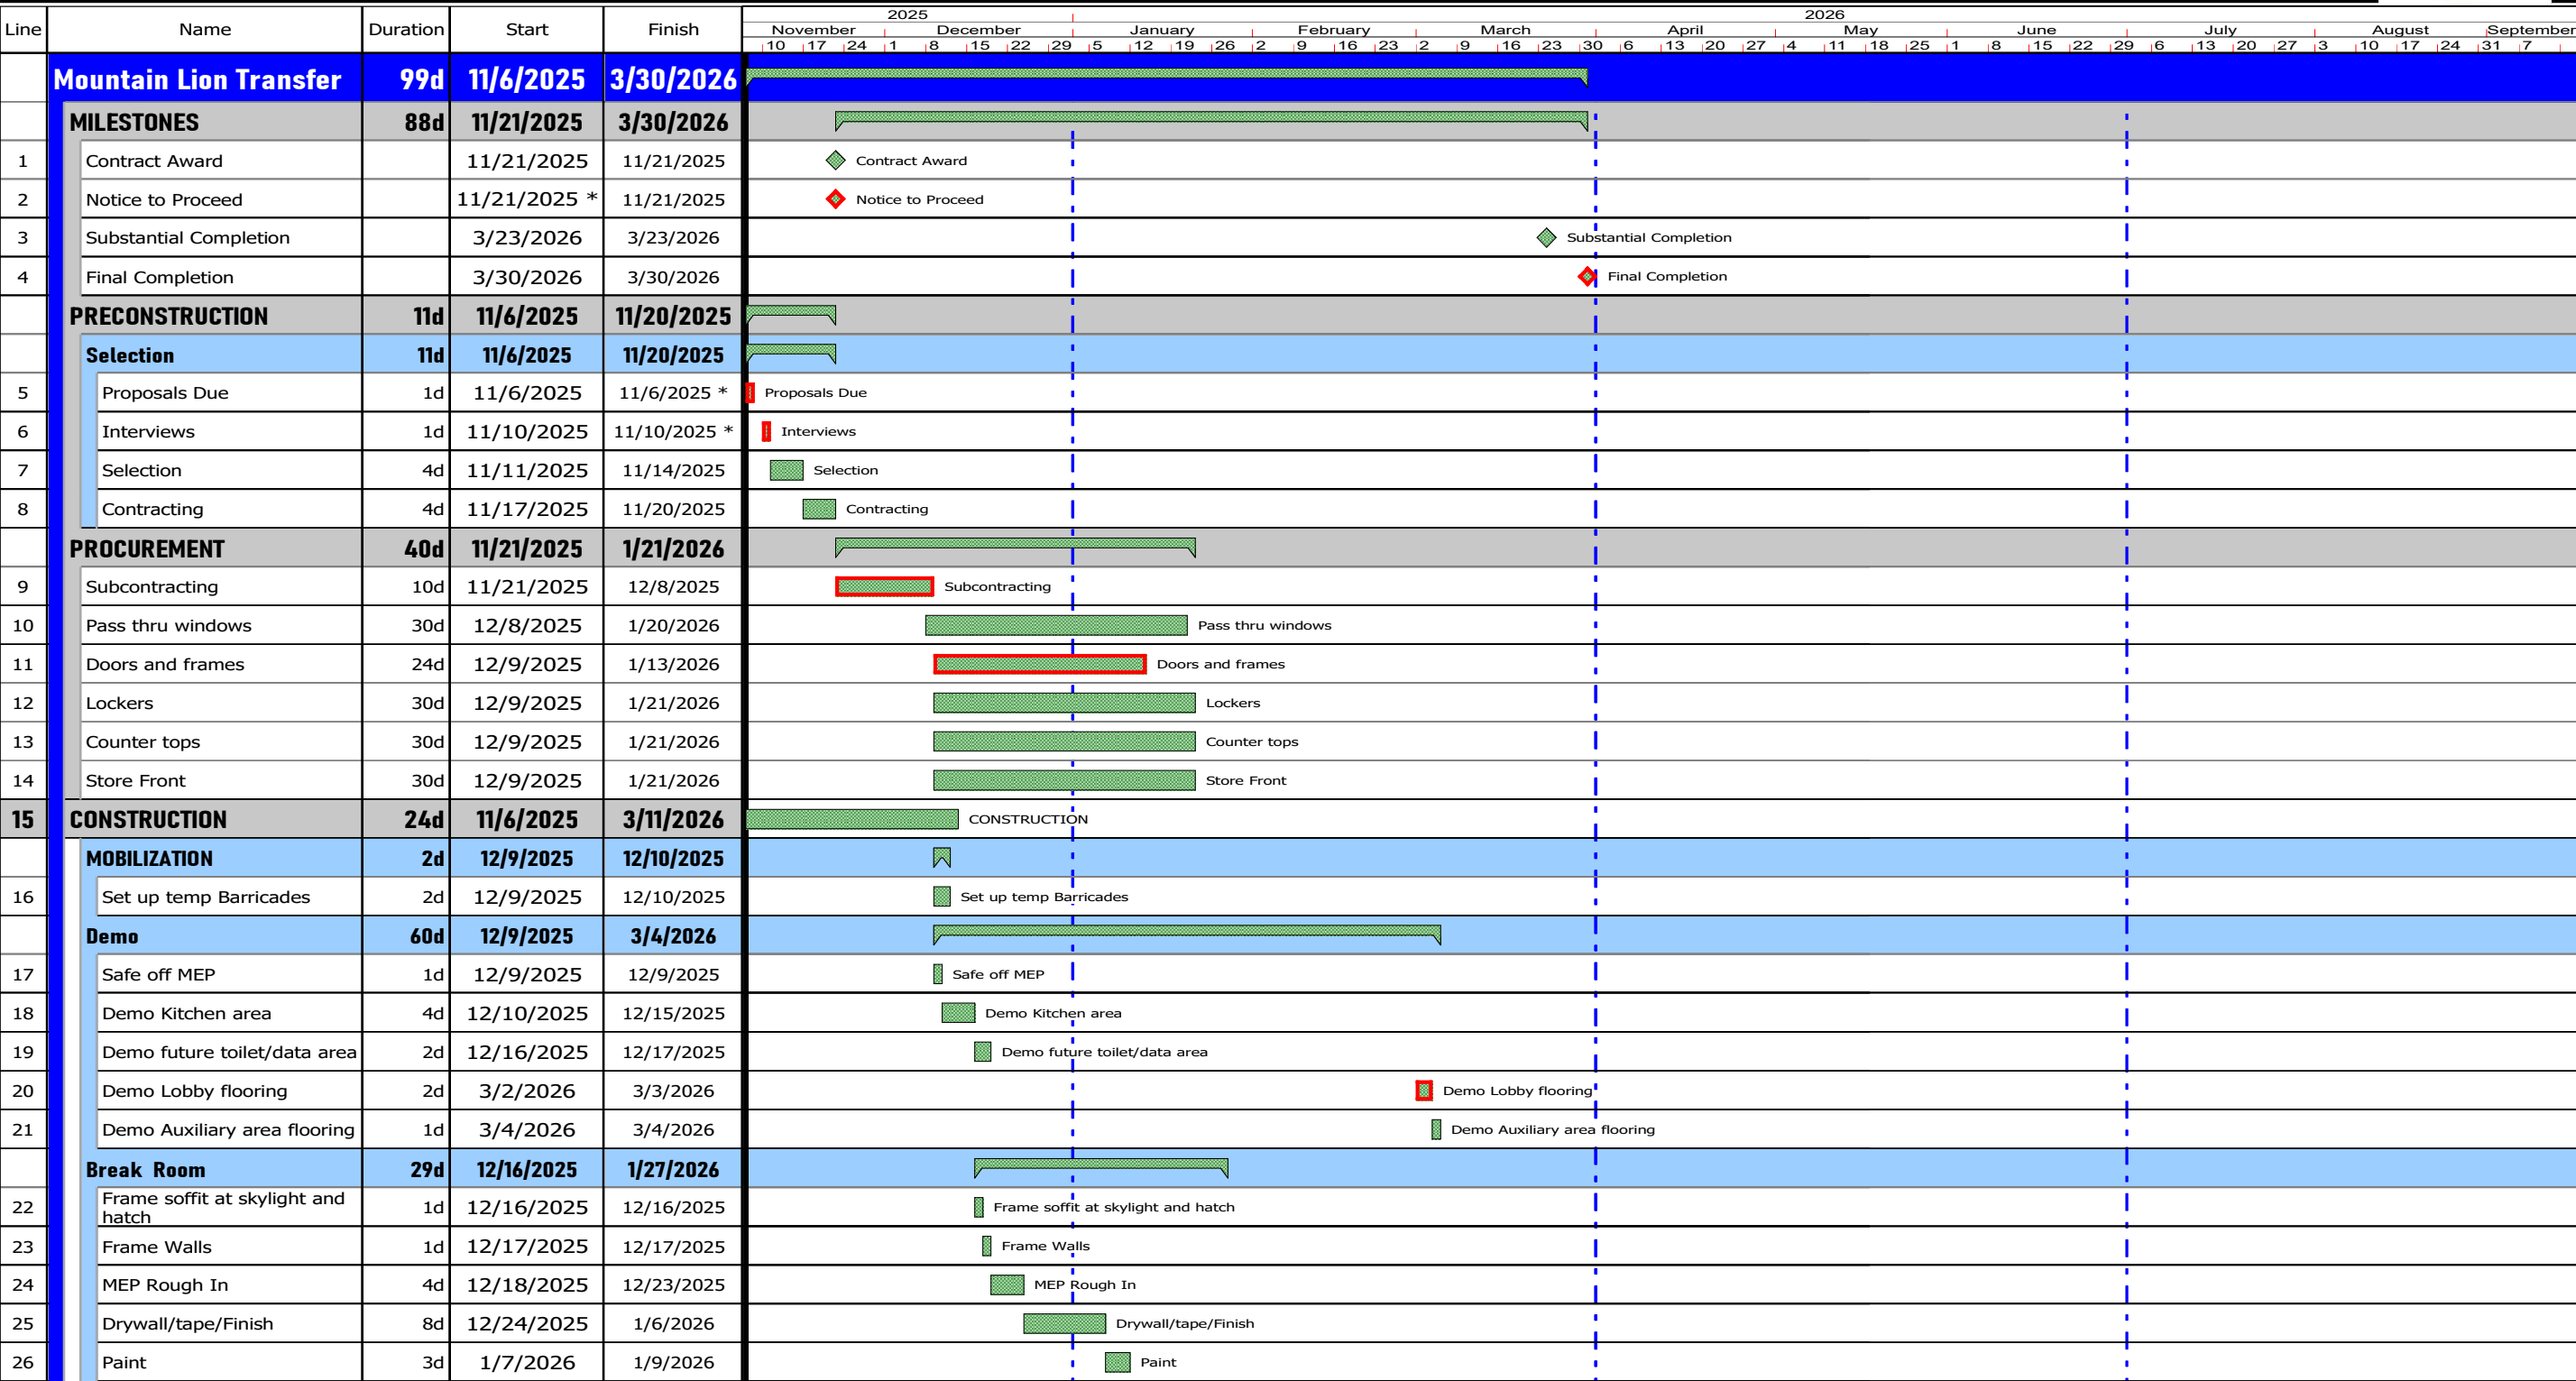 2025 2026
Line Name Duration Start Finish November December January February March April May June July August September
10 17 24 1 8 15 22 29 5 12 19 26 2 9 16 23 2 9 16 23 30 6 13 20 27 4 11 18 25 1 8 15 22 29 6 13 20 27 3 10 17 24 31 7
Mountain Lion Transfer 99d 11/6/2025 3/30/2026
MILESTONES 88d 11/21/2025 3/30/2026
1 Contract Award 11/21/2025 11/21/2025 Contract Award
2 Notice to Proceed 11/21/2025 * 11/21/2025 Notice to Proceed
3 Substantial Completion 3/23/2026 3/23/2026 Substantial Completion
4 Final Completion 3/30/2026 3/30/2026 Final Completion
PRECONSTRUCTION 11d 11/6/2025 11/20/2025
Selection 11d 11/6/2025 11/20/2025
5 Proposals Due 1d 11/6/2025 11/6/2025 * Proposals Due
6 Interviews 1d 11/10/2025 11/10/2025 * Interviews
7 Selection 4d 11/11/2025 11/14/2025 Selection
8 Contracting 4d 11/17/2025 11/20/2025 Contracting
PROCUREMENT 40d 11/21/2025 1/21/2026
9 Subcontracting 10d 11/21/2025 12/8/2025 Subcontracting
10 Pass thru windows 30d 12/8/2025 1/20/2026 Pass thru windows
11 Doors and frames 24d 12/9/2025 1/13/2026 Doors and frames
12 Lockers 30d 12/9/2025 1/21/2026 Lockers
13 Counter tops 30d 12/9/2025 1/21/2026 Counter tops
14 Store Front 30d 12/9/2025 1/21/2026 Store Front
15 CONSTRUCTION 24d 11/6/2025 3/11/2026 CONSTRUCTION
MOBILIZATION 2d 12/9/2025 12/10/2025
16 Set up temp Barricades 2d 12/9/2025 12/10/2025 Set up temp Barricades
Demo 60d 12/9/2025 3/4/2026
17 Safe off MEP 1d 12/9/2025 12/9/2025 Safe off MEP
18 Demo Kitchen area 4d 12/10/2025 12/15/2025 Demo Kitchen area
19 Demo future toilet/data area 2d 12/16/2025 12/17/2025 Demo future toilet/data area
20 Demo Lobby flooring 2d 3/2/2026 3/3/2026 Demo Lobby flooring
21 Demo Auxiliary area flooring 1d 3/4/2026 3/4/2026 Demo Auxiliary area flooring
Break Room 29d 12/16/2025 1/27/2026
22 Frame soffit at skylight and hatch 1d 12/16/2025 12/16/2025 Frame soffit at skylight and hatch
23 Frame Walls 1d 12/17/2025 12/17/2025 Frame Walls
24 MEP Rough In 4d 12/18/2025 12/23/2025 MEP Rough In
25 Drywall/tape/Finish 8d 12/24/2025 1/6/2026 Drywall/tape/Finish
26 Paint 3d 1/7/2026 1/9/2026 Paint